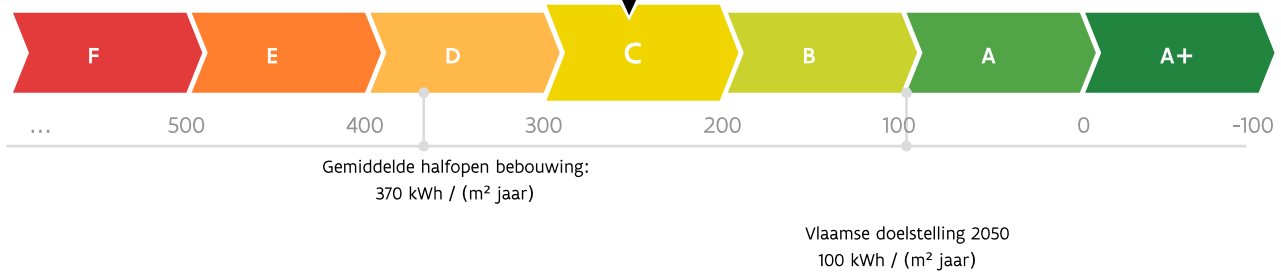 F E D C B A A+
... 500 400 300 200 100 0 -100
Gemiddelde halfopen bebouwing:
370 kWh / (m² jaar)
Vlaamse doelstelling 2050
100 kWh / (m² jaar)